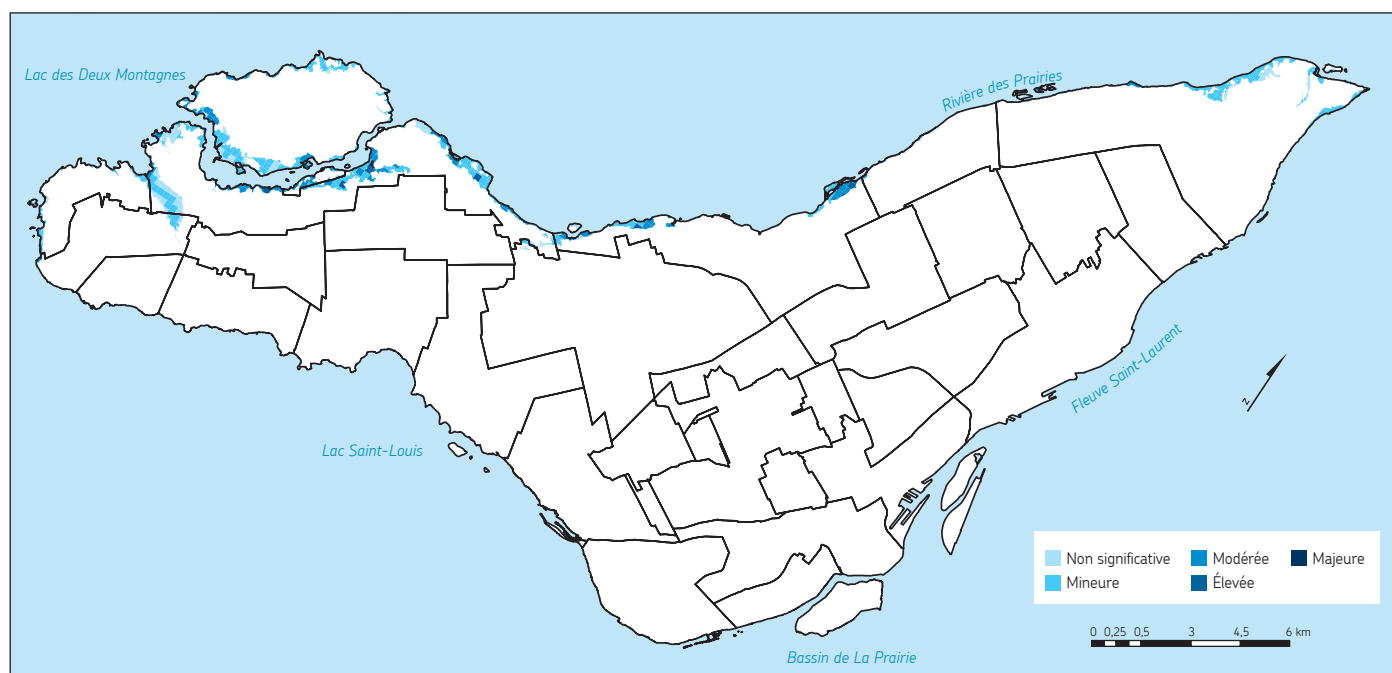 Lac des Deux Montagnes
Rivière des Prairies
Fleuve Saint-Laurent
Lac Saint-Louis
Bassin de La Prairie
N
Non significative
Mineure
Modérée
Élevée
Majeure
0 0,25 0,5 3 4,5 6 km